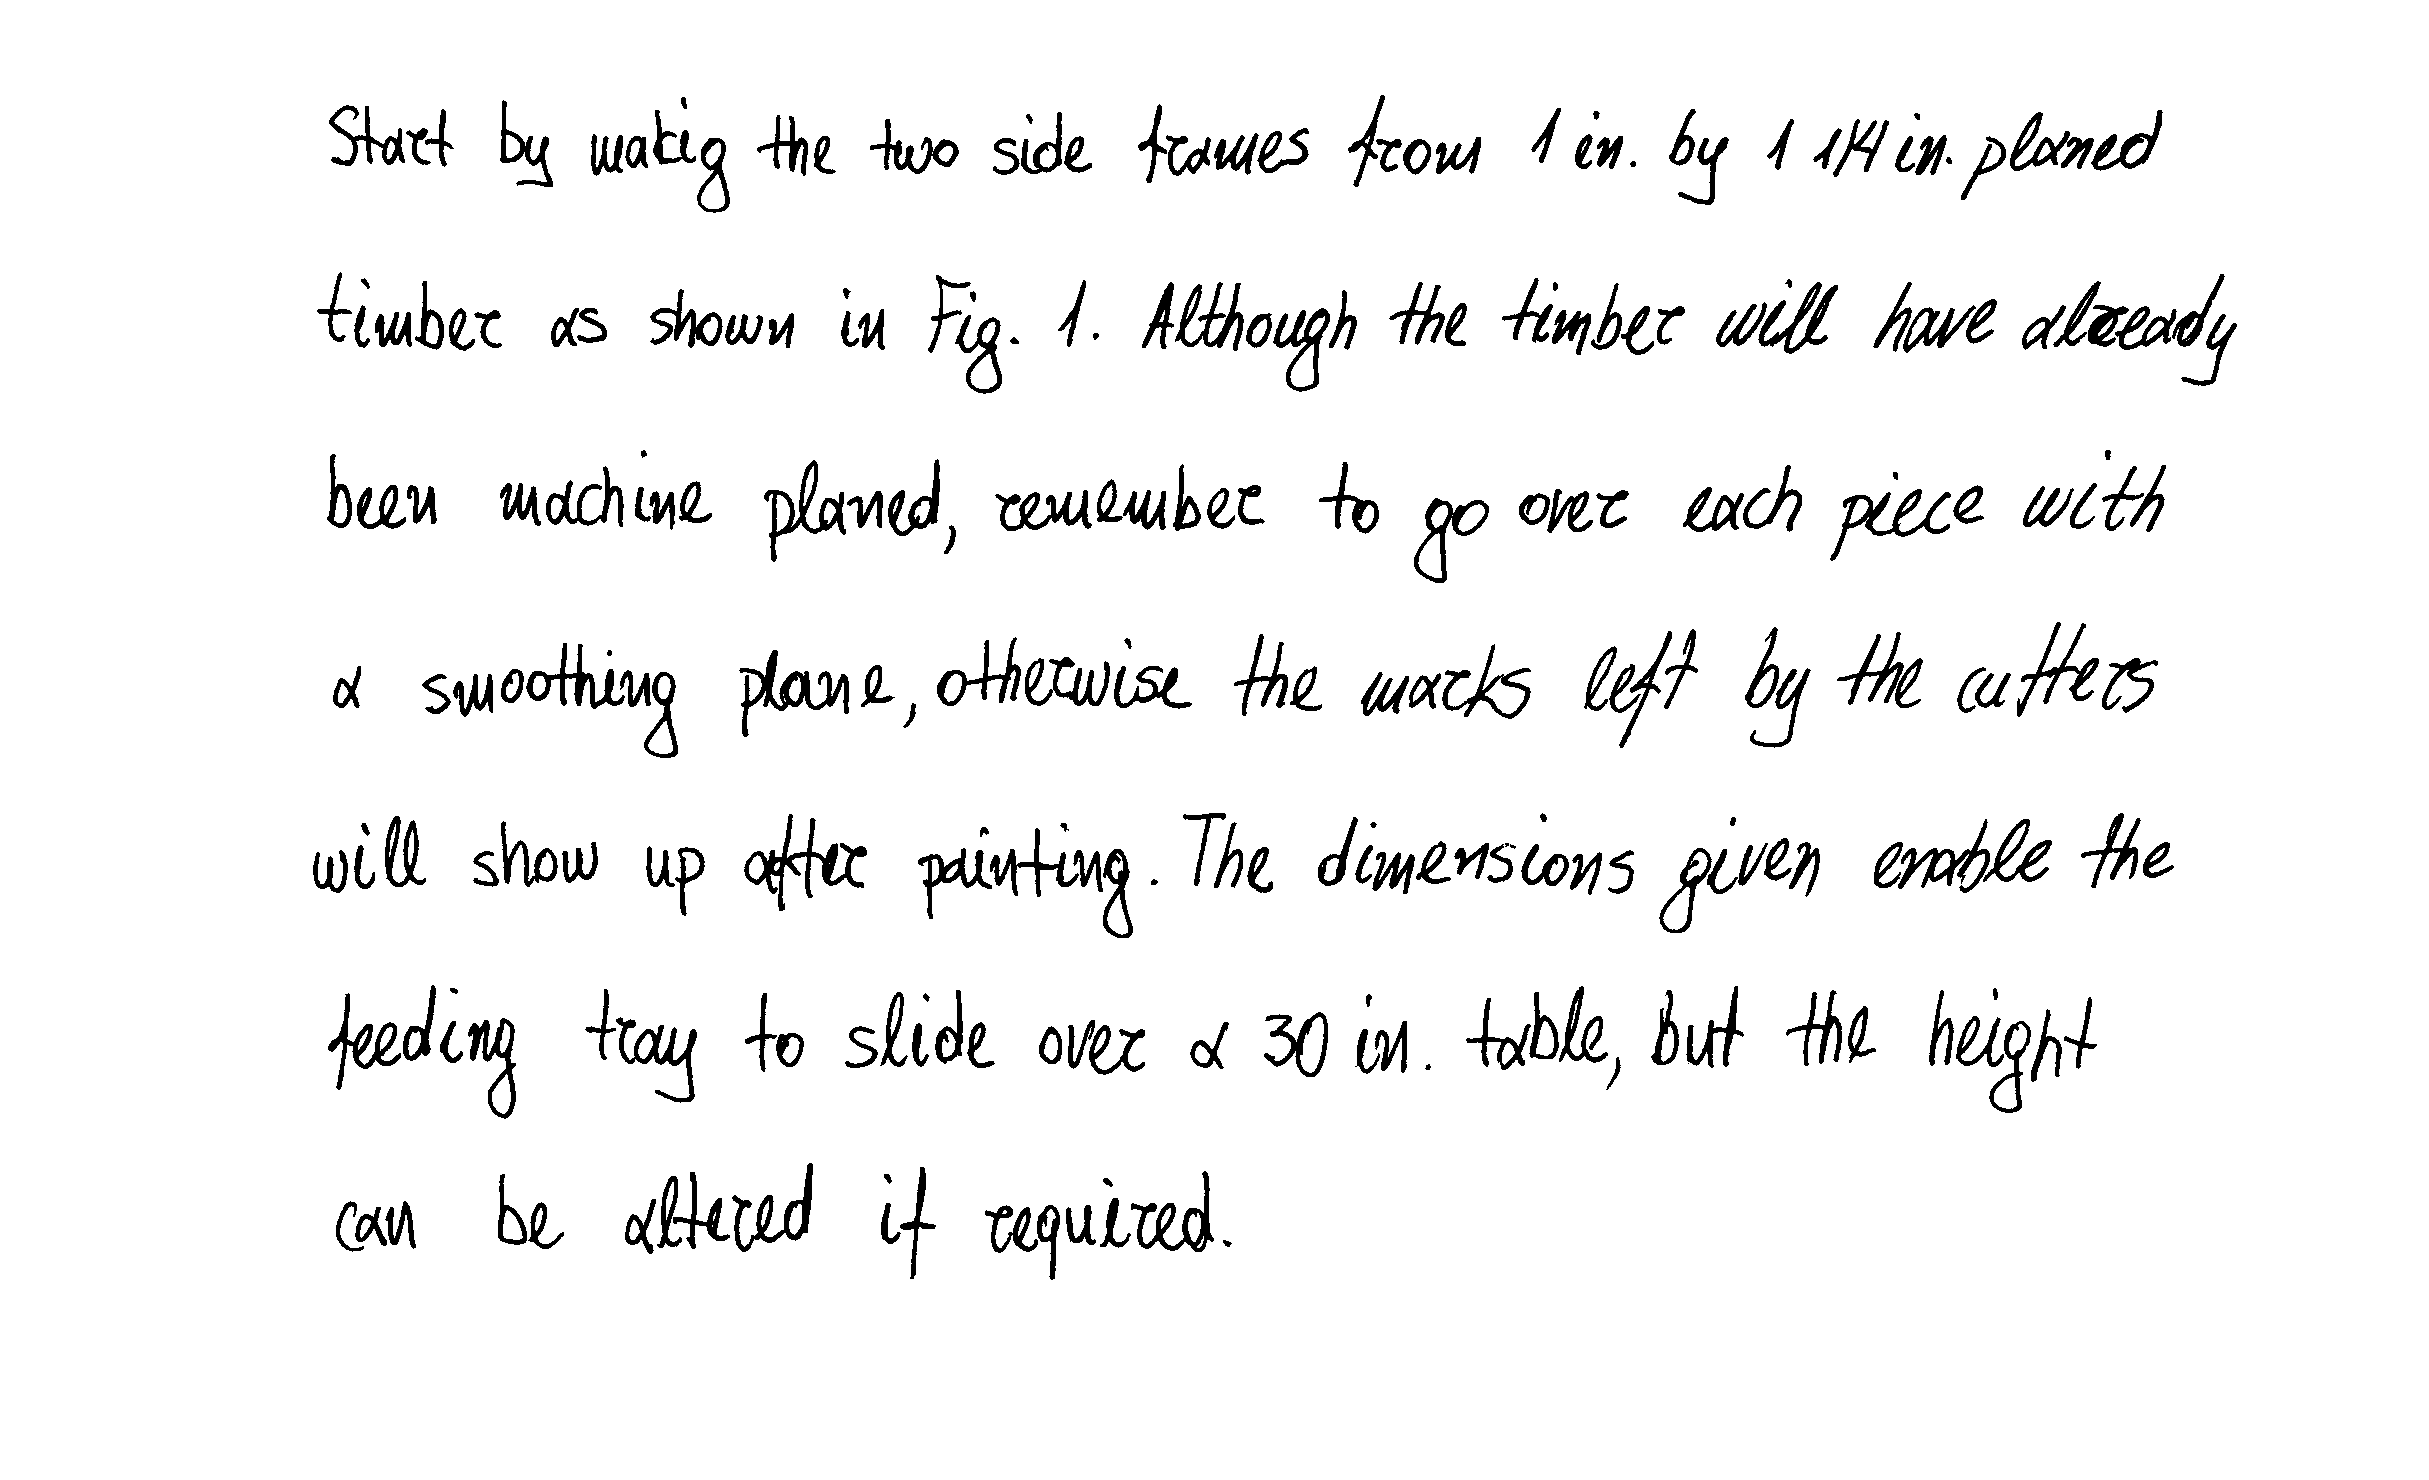 Start by makig the two side frames from 1 in. by 1 1/4 in. planed
timber as shown in Fig. 1. Although the timber will have already
been machine planed, remember to go over each piece with
a smoothing plane, otherwise the marks left by the cutters
will show up after painting. The dimensions given enable the
feeding tray to slide over a 30 in. table, but the height
can be altered if required.